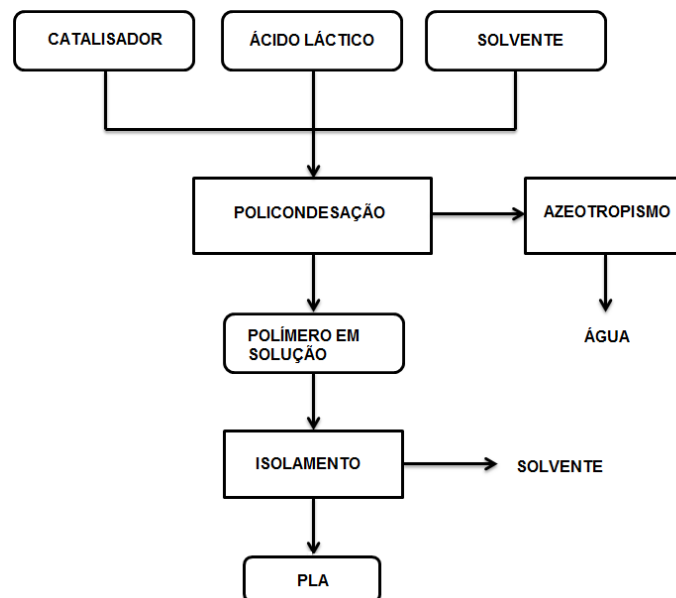 CATALISADOR
ÁCIDO LÁCTICO
SOLVENTE
POLICONDESAÇÃO
AZEOTROPISMO
POLÍMERO EM
SOLUÇÃO
ÁGUA
ISOLAMENTO
SOLVENTE
PLA